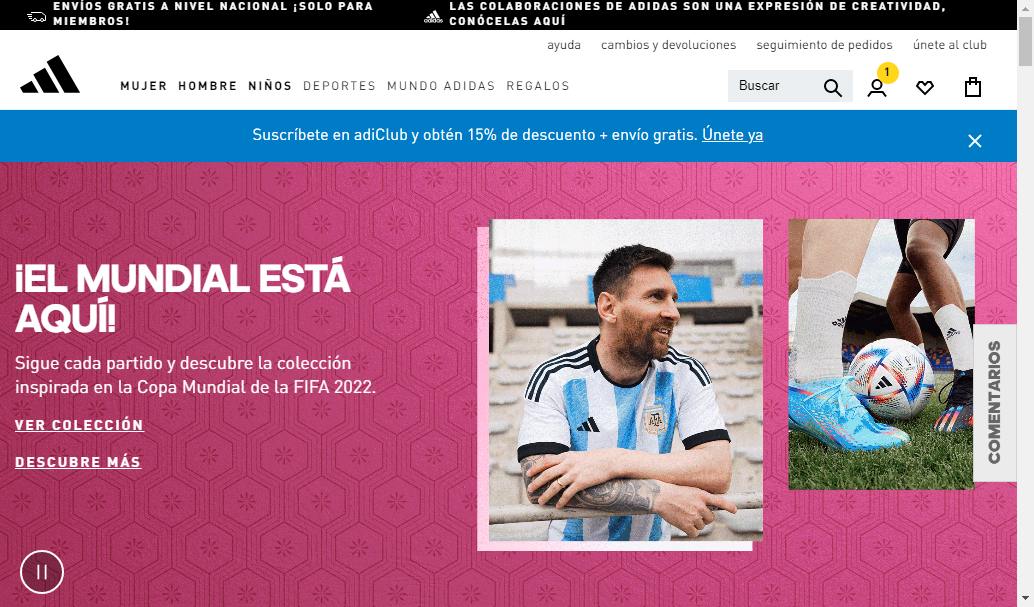 ENVÍOS GRATIS A NIVEL NACIONAL ¡SOLO PARA
MIEMBROS!
LAS COLABORACIONES DE ADIDAS SON UNA EXPRESIÓN DE CREATIVIDAD,
CONÓCELAS AQUÍ
ayuda cambios y devoluciones seguimiento de pedidos únete al club
1
MUJER HOMBRE NIÑOS DEPORTES MUNDO ADIDAS REGALOS
Buscar
Suscríbete en adiClub y obtén 15% de descuento + envío gratis. Únete ya
¡EL MUNDIAL ESTÁ
AQUÍ!
Sigue cada partido y descubre la colección
inspirada en la Copa Mundial de la FIFA 2022.
VER COLECCIÓN
DESCUBRE MÁS
AFA
COMENTARIOS